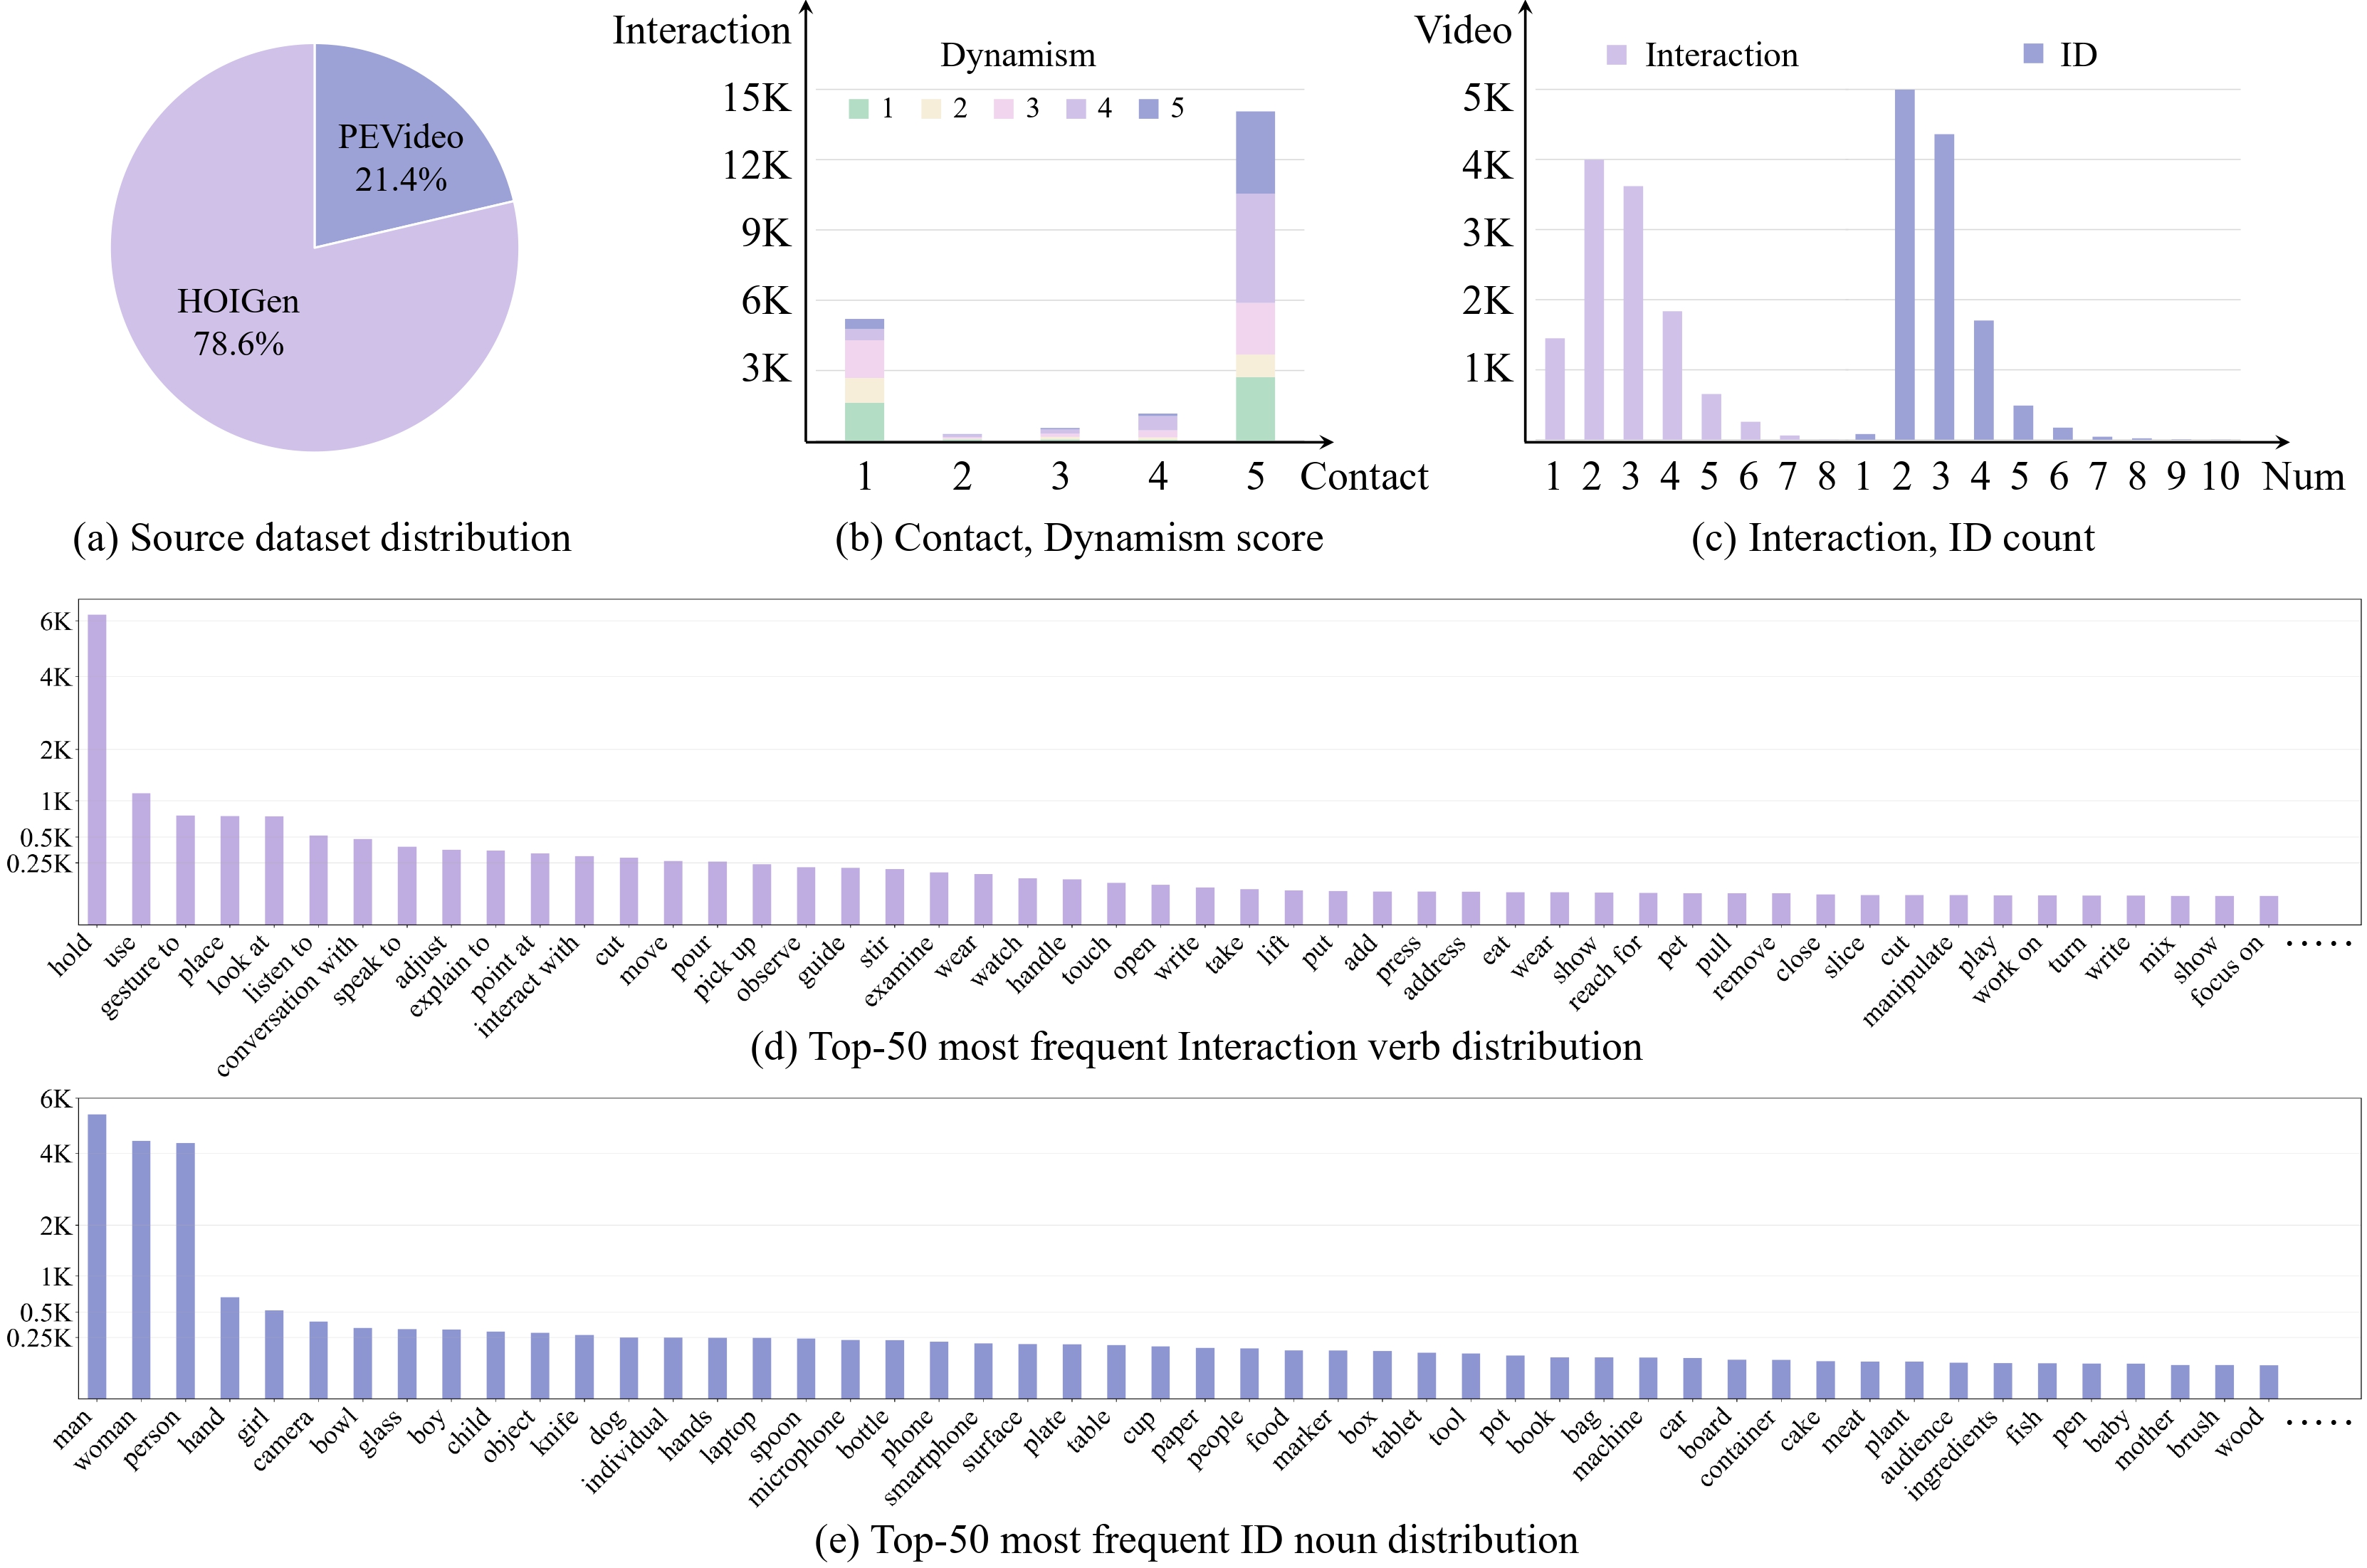 PEVideo
21.4%
HOIGen
78.6%
(a) Source dataset distribution
Interaction
Dynamism
1 2 3 4 5
15K
12K
9K
6K
3K
1 2 3 4 5 Contact
(b) Contact, Dynamism score
Video
Interaction ID
5K
4K
3K
2K
1K
1 2 3 4 5 6 7 8 1 2 3 4 5 6 7 8 9 10 Num
(c) Interaction, ID count
6K
4K
2K
1K
0.5K
0.25K
hold use gesture to place look at listen to conversation with speak to adjust explain to point at interact with cut move pour pick up observe guide stir examine wear watch handle touch open write take lift put add press address eat wear show reach for pet pull remove close slice cut manipulate play work on turn write mix show focus on .....
(d) Top-50 most frequent Interaction verb distribution
6K
4K
2K
1K
0.5K
0.25K
man woman person hand girl camera bowl glass boy child object knife dog individual hands laptop spoon microphone bottle phone smartphone surface plate table cup paper people food marker box tablet tool pot book bag machine car board container cake meat plant audience ingredients fish pen baby mother brush wood .....
(e) Top-50 most frequent ID noun distribution